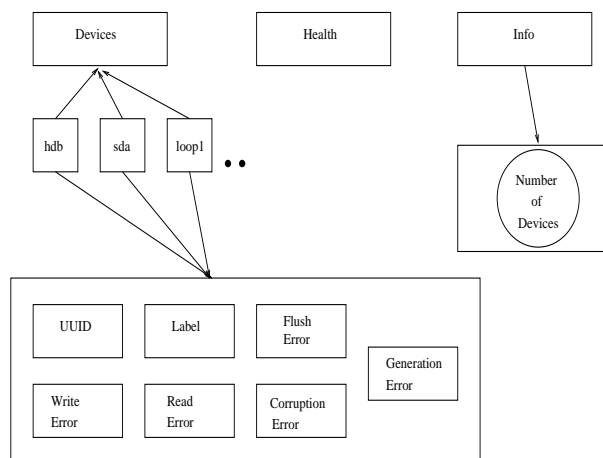 Devices
Health
Info
hdb
sda
loop1
Number
of
Devices
UUID
Label
Flush
Error
Generation
Error
Write
Error
Read
Error
Corruption
Error